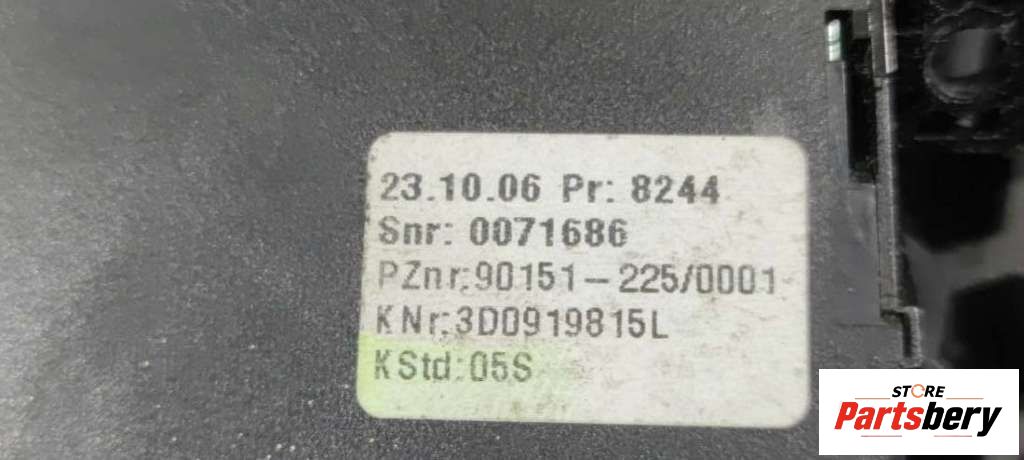 23.10.06 Pr: 8244
Snr: 0071686
PZnr:90151-225/0001
KNr:3D0919815L
KStd:05S
STORE
Partsbery